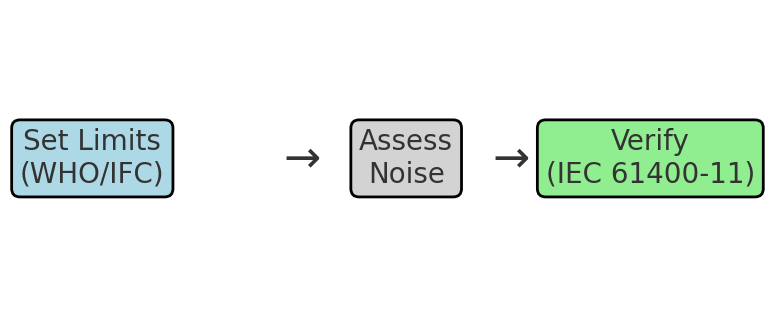 Set Limits
(WHO/IFC)
→
Assess
Noise
→
Verify
(IEC 61400-11)